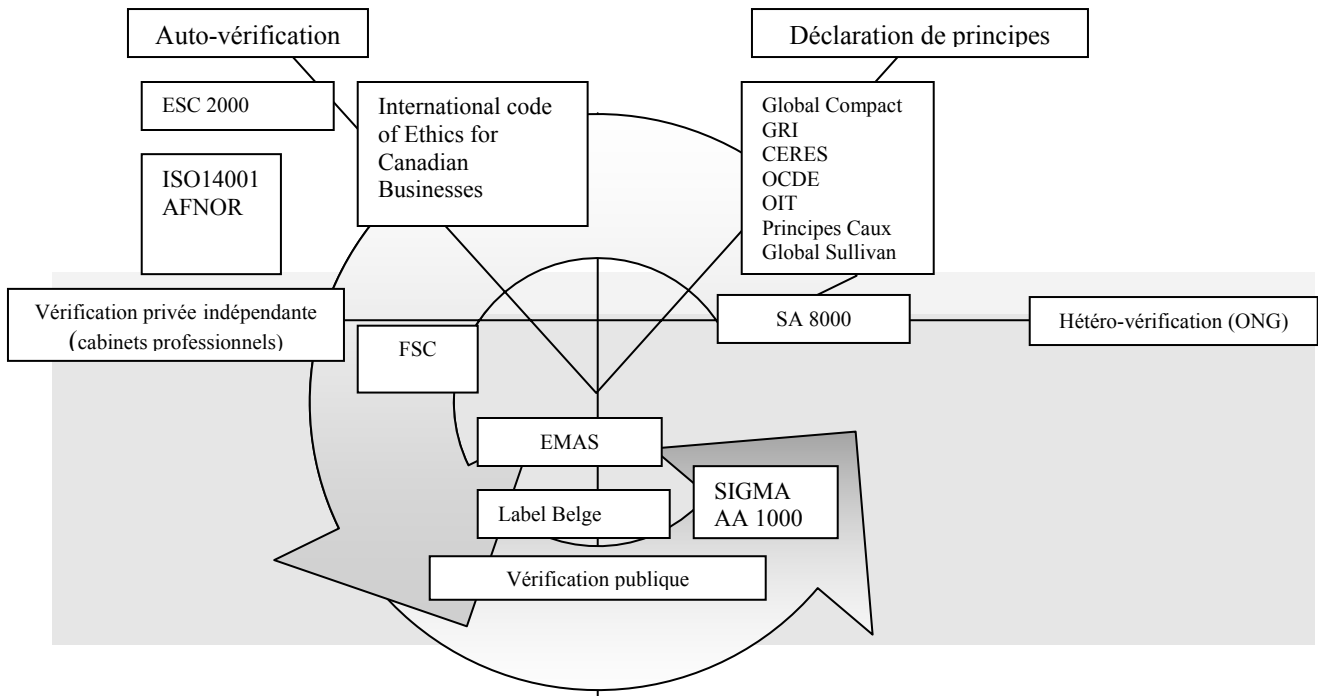 Auto-vérification
Déclaration de principes
ESC 2000
International code
of Ethics for
Canadian
Businesses
Global Compact
GRI
CERES
OCDE
OIT
Principes Caux
Global Sullivan
ISO14001
AFNOR
Vérification privée indépendante
(cabinets professionnels)
SA 8000
Hétéro-vérification (ONG)
FSC
EMAS
SIGMA
AA 1000
Label Belge
Vérification publique